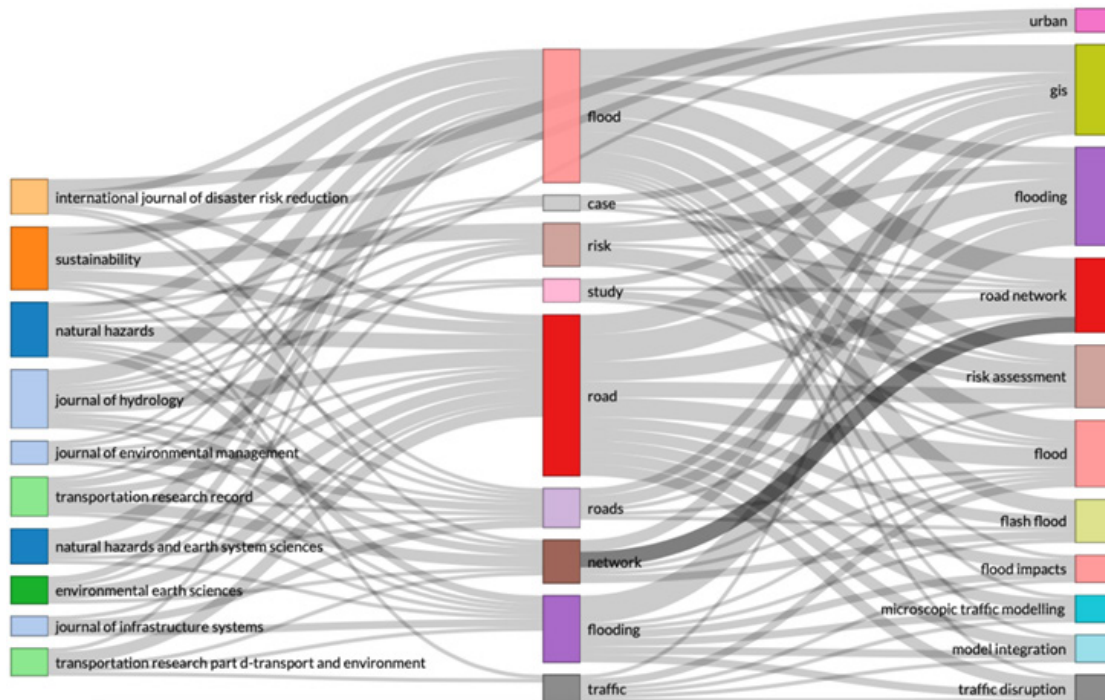 international journal of disaster risk reduction
sustainability
natural hazards
journal of hydrology
journal of environmental management
transportation research record
natural hazards and earth system sciences
environmental earth sciences
journal of infrastructure systems
transportation research part d-transport and environment
flood
case
risk
study
road
roads
network
flooding
traffic
urban
gis
flooding
road network
risk assessment
flood
flash flood
flood impacts
microscopic traffic modelling
model integration
traffic disruption